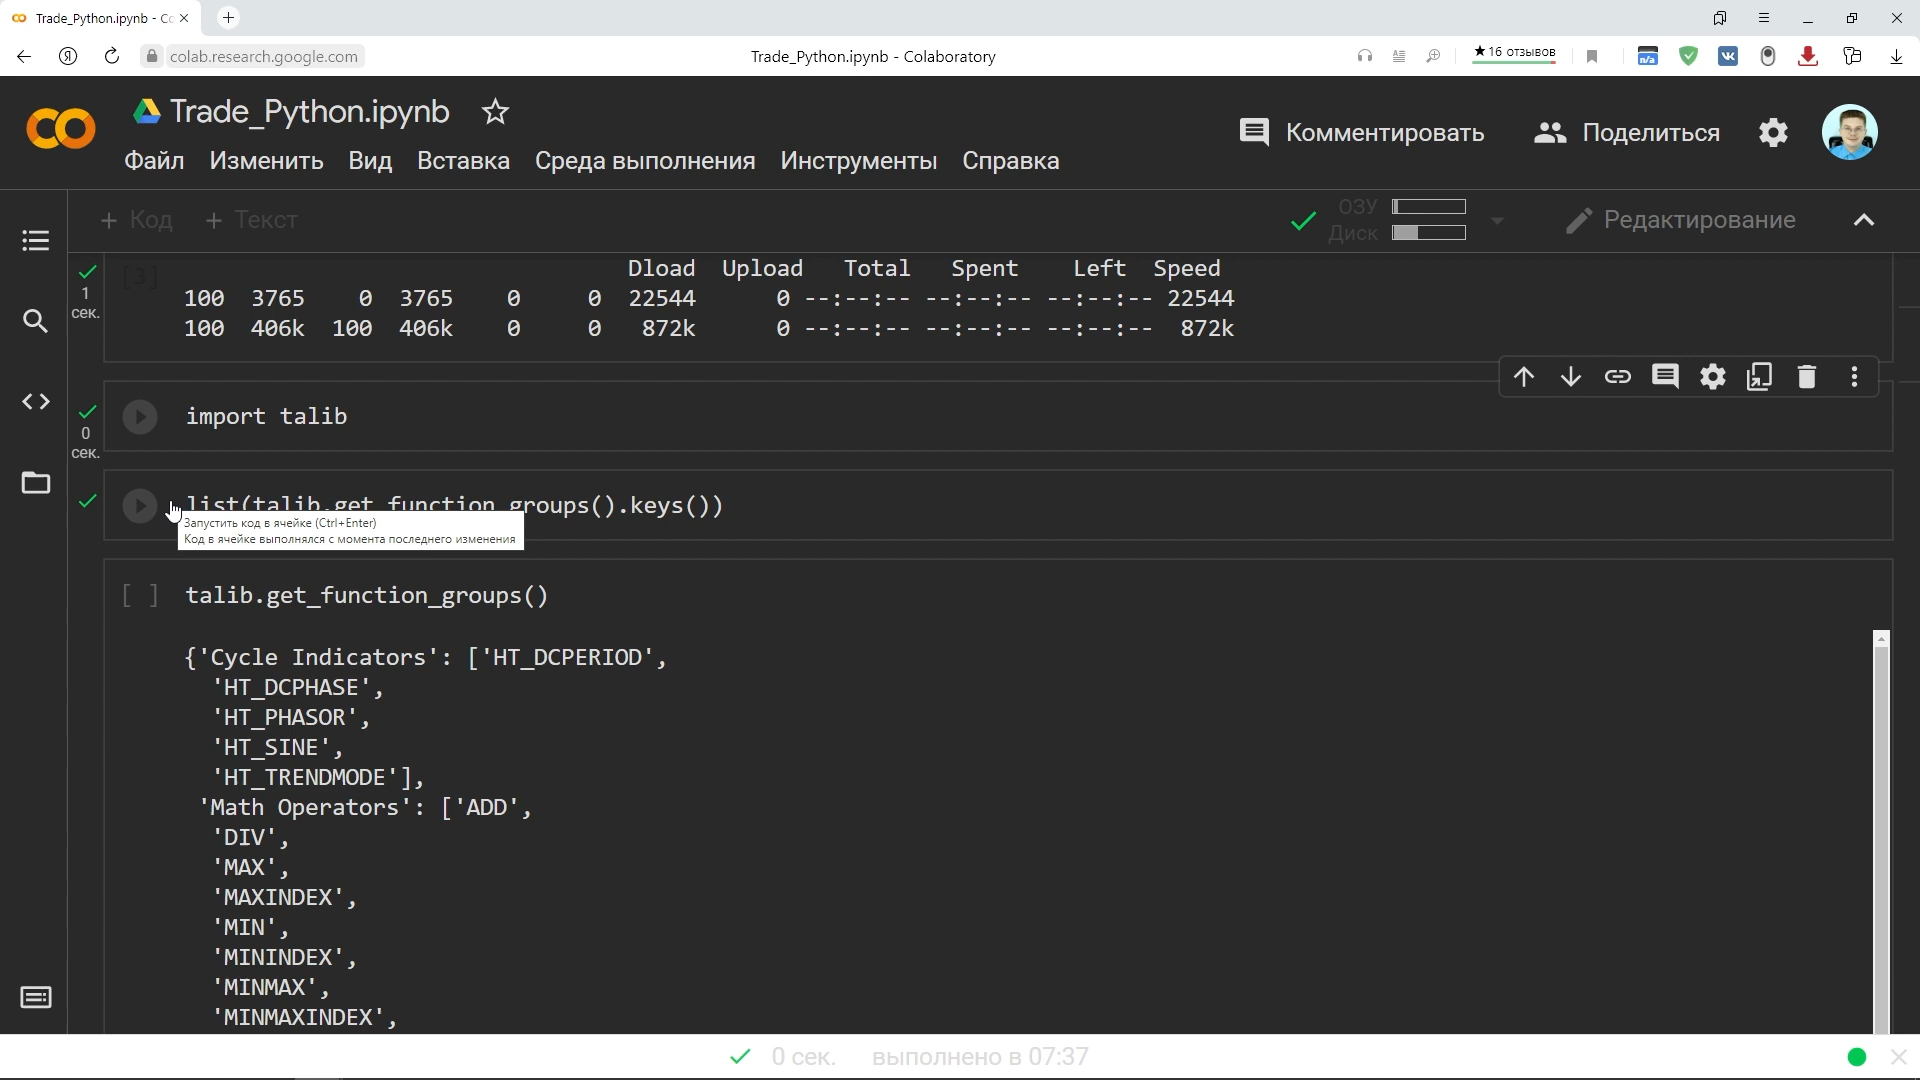 Trade_Python.ipynb - Co
colab.research.google.com
Trade_Python.ipynb - Colaboratory
★16 отзывов
n/a
Trade_Python.ipynb
Комментировать
Поделиться
Файл Изменить Вид Вставка Среда выполнения Инструменты Справка
+ Код + Текст
ОЗУ
Диск
Редактирование
[3]
1
сек.
Dload Upload Total Spent Left Speed
100 3765 0 3765 0 0 22544 0 --:--:-- --:--:-- --:--:-- 22544
100 406k 100 406k 0 0 872k 0 --:--:-- --:--:-- --:--:-- 872k
import talib
0
сек.
list(talib.get_function_groups().keys())
Запустить код в ячейке (Ctrl+Enter)
Код в ячейке выполнялся с момента последнего изменения
[ ] talib.get_function_groups()
{'Cycle Indicators': ['HT_DCPERIOD',
'HT_DCPHASE',
'HT_PHASOR',
'HT_SINE',
'HT_TRENDMODE'],
'Math Operators': ['ADD',
'DIV',
'MAX',
'MAXINDEX',
'MIN',
'MININDEX',
'MINMAX',
'MINMAXINDEX',
0 сек. выполнено в 07:37